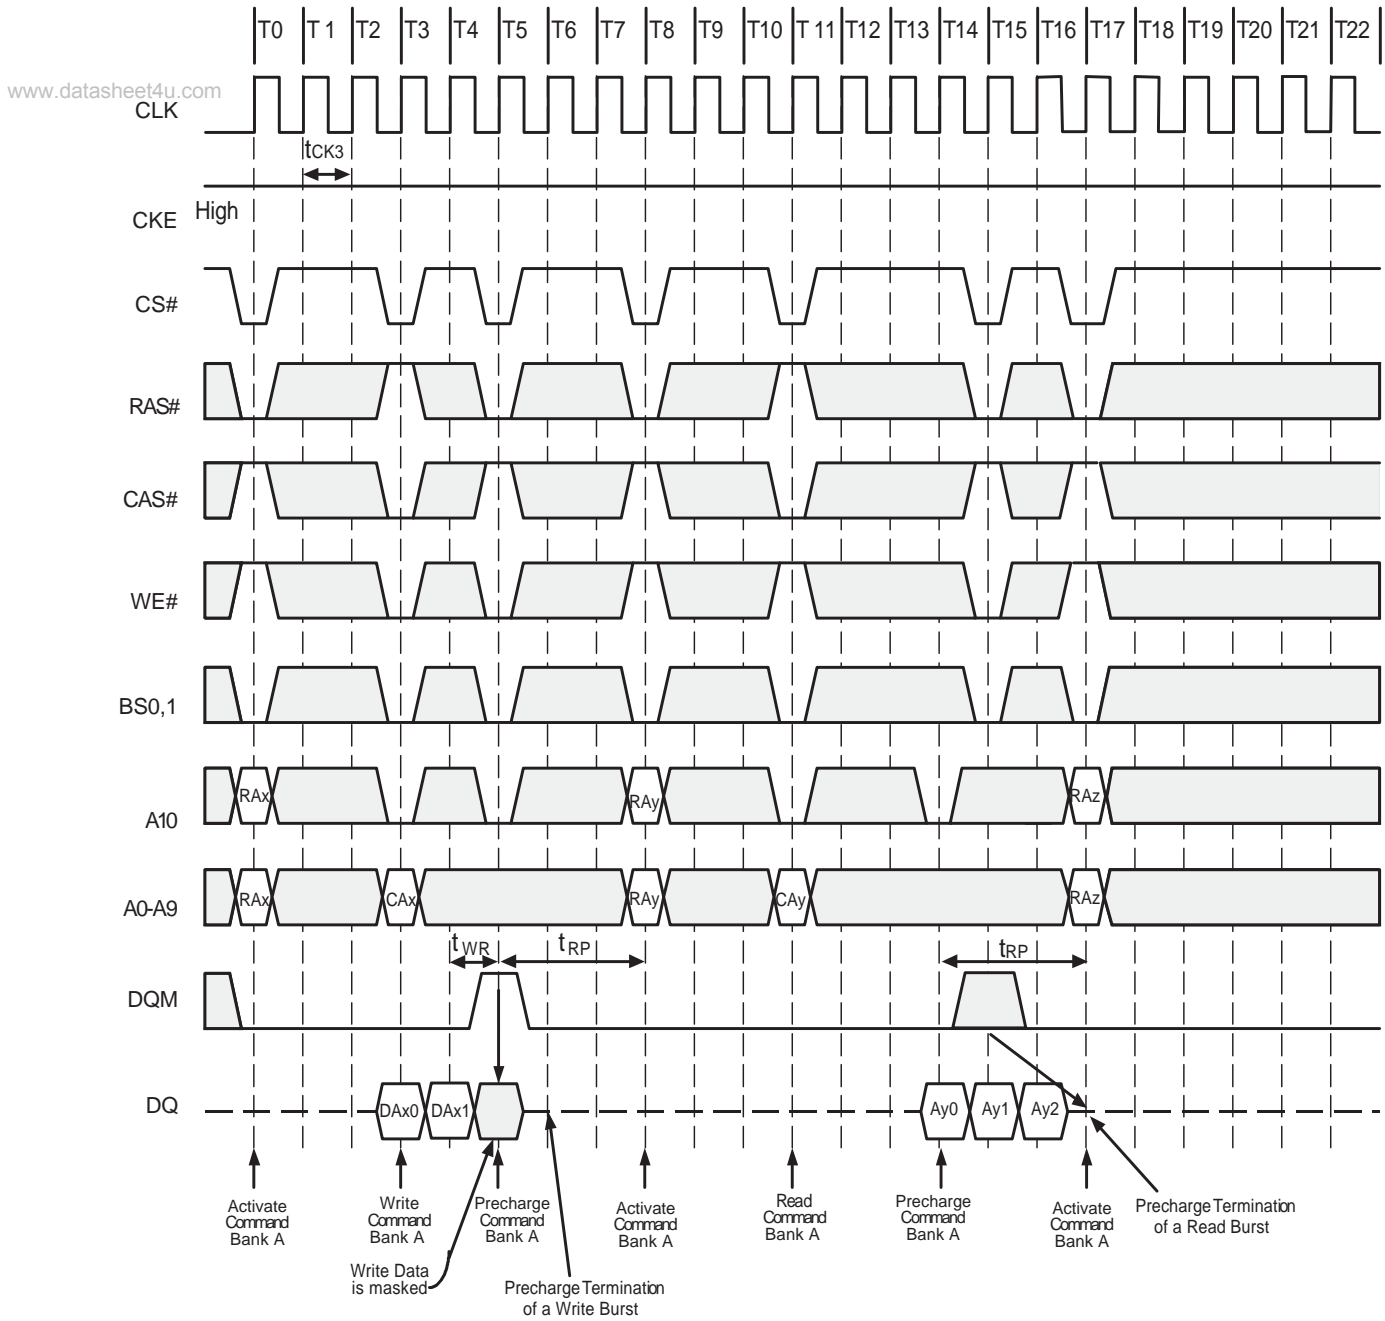 T0 T 1 T2 T3 T4 T5 T6 T7 T8 T9 T10 T 11 T12 T13 T14 T15 T16 T17 T18 T19 T20 T21 T22
www.datasheet4u.com
CLK
tCK3
High
CKE
CS#
RAS#
CAS#
WE#
BS0,1
RAx RAy RAz
A10
RAx CAx RAy CAy RAz
A0-A9
tWR tRP tRP
DQM
DQ
DAx0 DAx1 Ay0 Ay1 Ay2
Activate
Command
Bank A
Write
Command
Bank A
Precharge
Command
Bank A
Activate
Command
Bank A
Read
Command
Bank A
Precharge
Command
Bank A
Activate
Command
Bank A
Precharge Termination
of a Read Burst
Write Data
is masked
Precharge Termination
of a Write Burst